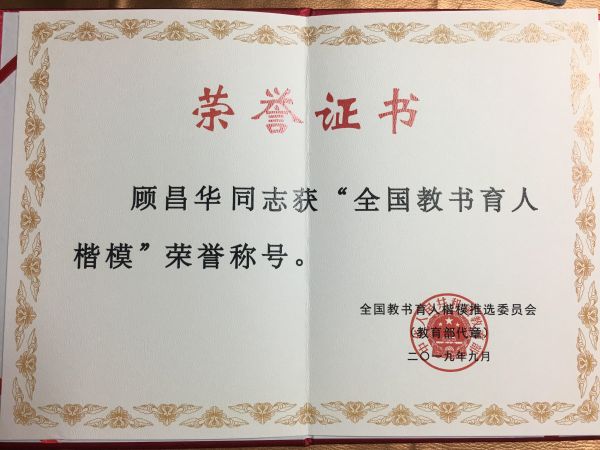 荣誉证书
顾昌华同志获“全国教书育人
楷模”荣誉称号。
全国教书育人楷模推选委员会
(教育部代章)
二〇一九年九月